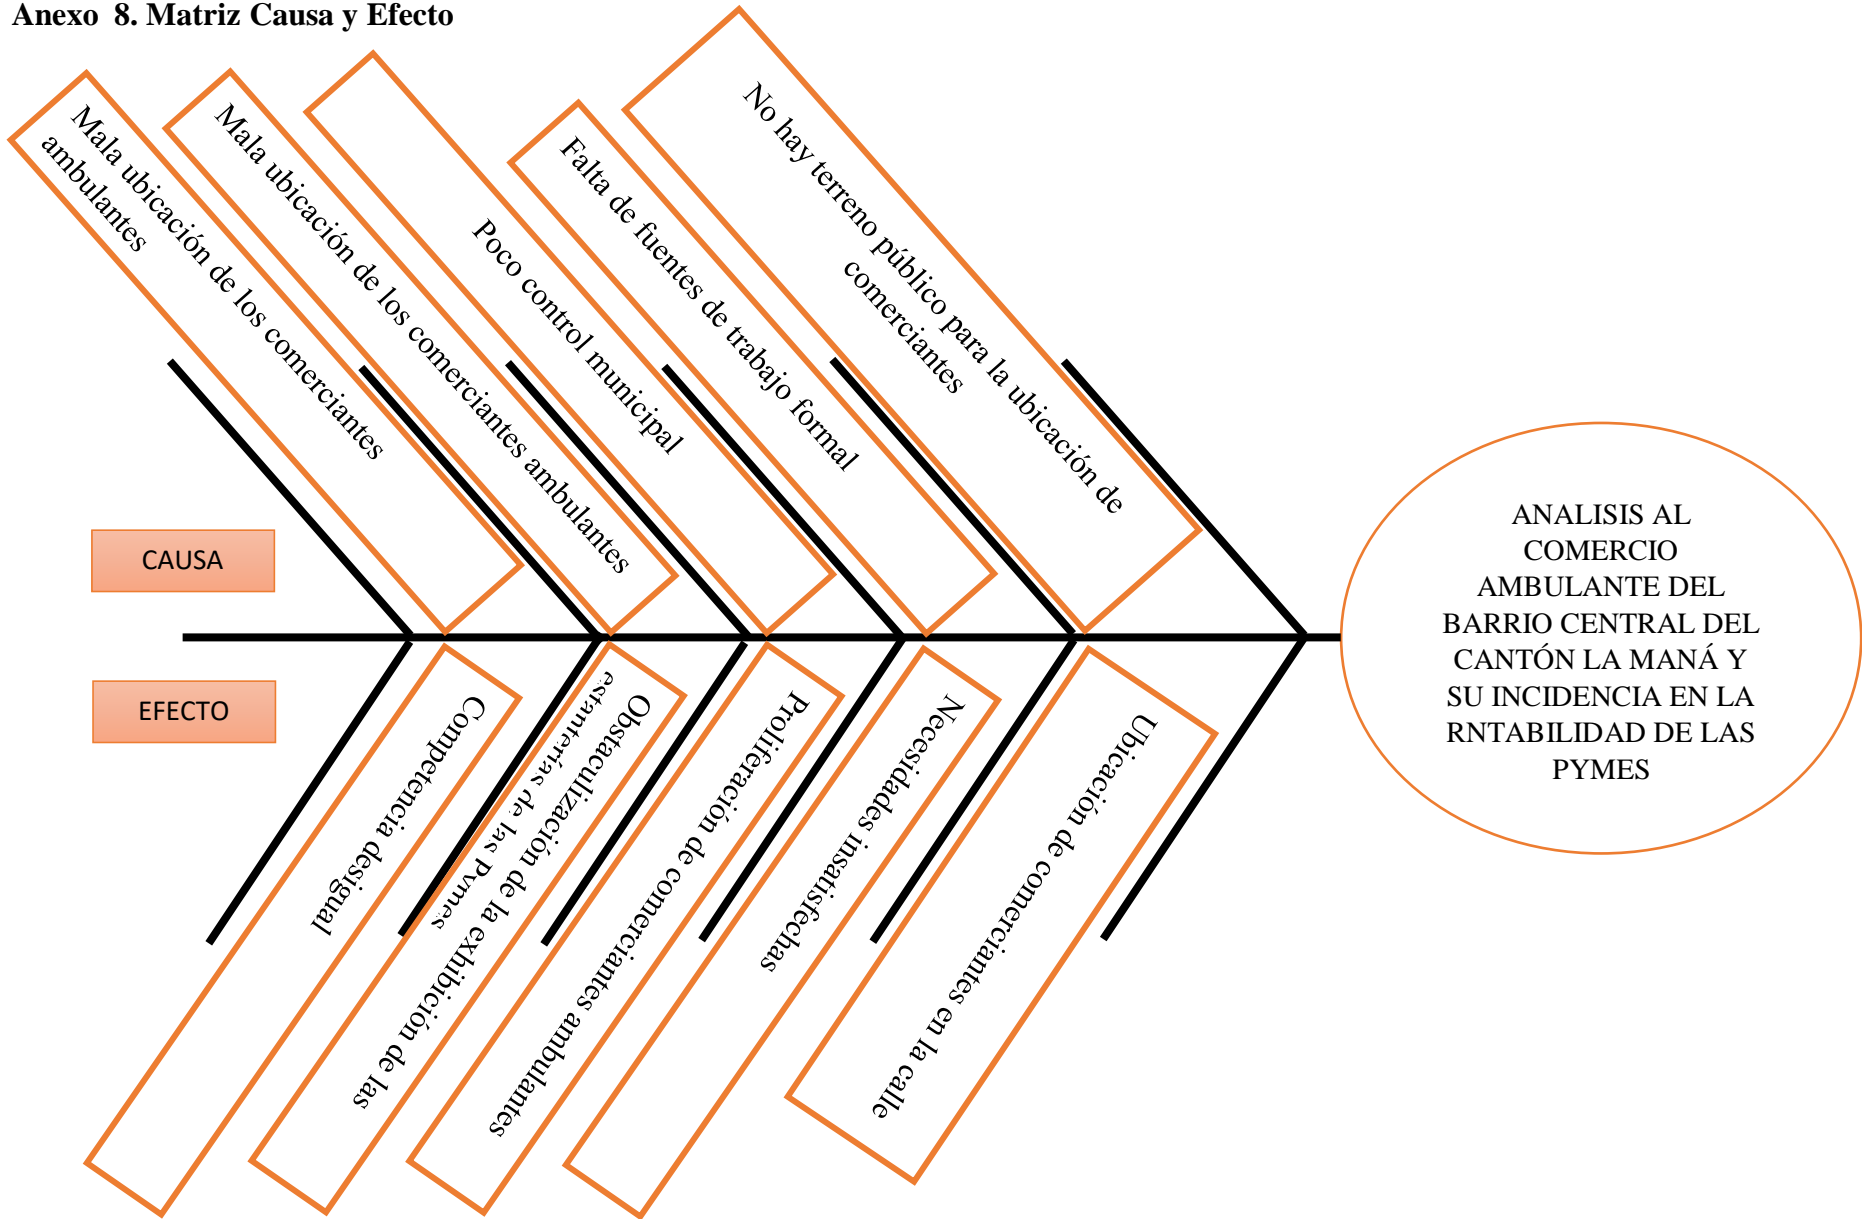 Anexo  8. Matriz Causa y Efecto
Mala ubicación de los comerciantes
ambulantes
Mala ubicación de los comerciantes ambulantes
Poco control municipal
Falta de fuentes de trabajo formal
No hay terreno público para la ubicación de
comerciantes
CAUSA
EFECTO
Competencia desigual
Obstaculización de la exhibición de las
estanterías de las Pymes
Proliferación de comerciantes ambulantes
Necesidades insatisfechas
Ubicación de comerciantes en la calle
ANALISIS AL
COMERCIO
AMBULANTE DEL
BARRIO CENTRAL DEL
CANTÓN LA MANÁ Y
SU INCIDENCIA EN LA
RNTABILIDAD DE LAS
PYMES